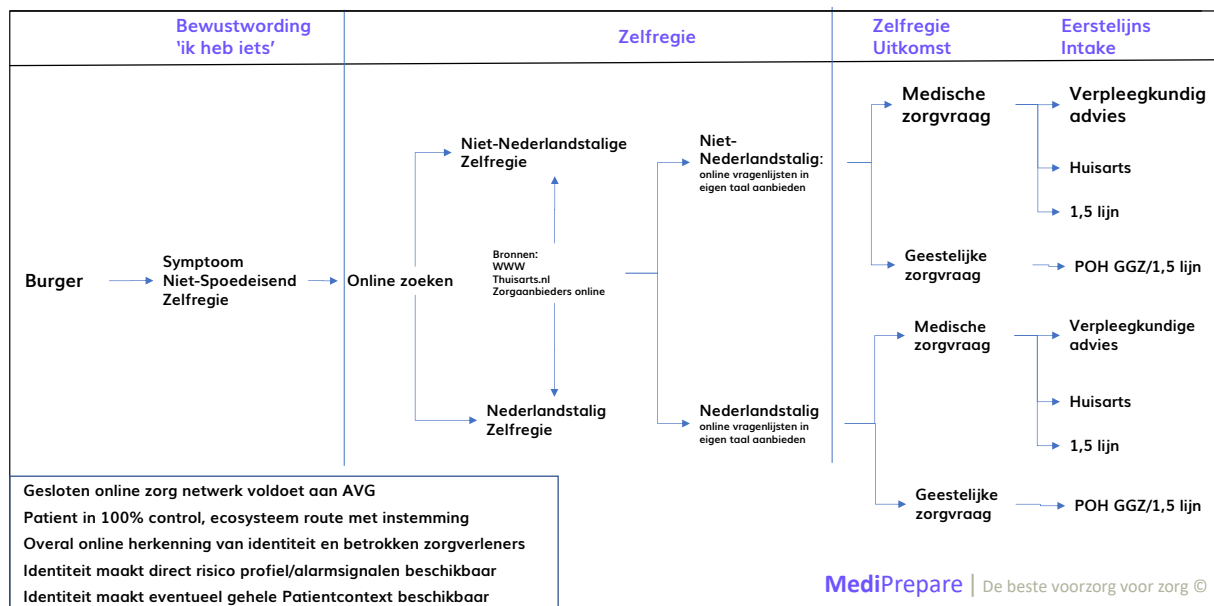 Bewustwording
'ik heb iets'
Zelfregie
Zelfregie
Uitkomst
Eerstelijns
Intake
Burger
Symptoom
Niet-Spoedeisend
Zelfregie
Online zoeken
Niet-Nederlandstalige
Zelfregie
Bronnen:
WWW
Thuisarts.nl
Zorgaanbieders online
Nederlandstalig
Zelfregie
Niet-
Nederlandstalig:
online vragenlijsten in
eigen taal aanbieden
Nederlandstalig
online vragenlijsten in
eigen taal aanbieden
Medische
zorgvraag
Verpleegkundig
advies
Huisarts
1,5 lijn
Geestelijke
zorgvraag
POH GGZ/1,5 lijn
Medische
zorgvraag
Verpleegkundige
advies
Huisarts
1,5 lijn
Geestelijke
zorgvraag
POH GGZ/1,5 lijn
Gesloten online zorg netwerk voldoet aan AVG
Patient in 100% control, ecosysteem route met instemming
Overal online herkenning van identiteit en betrokken zorgverleners
Identiteit maakt direct risico profiel/alarmsignalen beschikbaar
Identiteit maakt eventueel gehele Patientcontext beschikbaar
MediPrepare | De beste voorzorg voor zorg ©